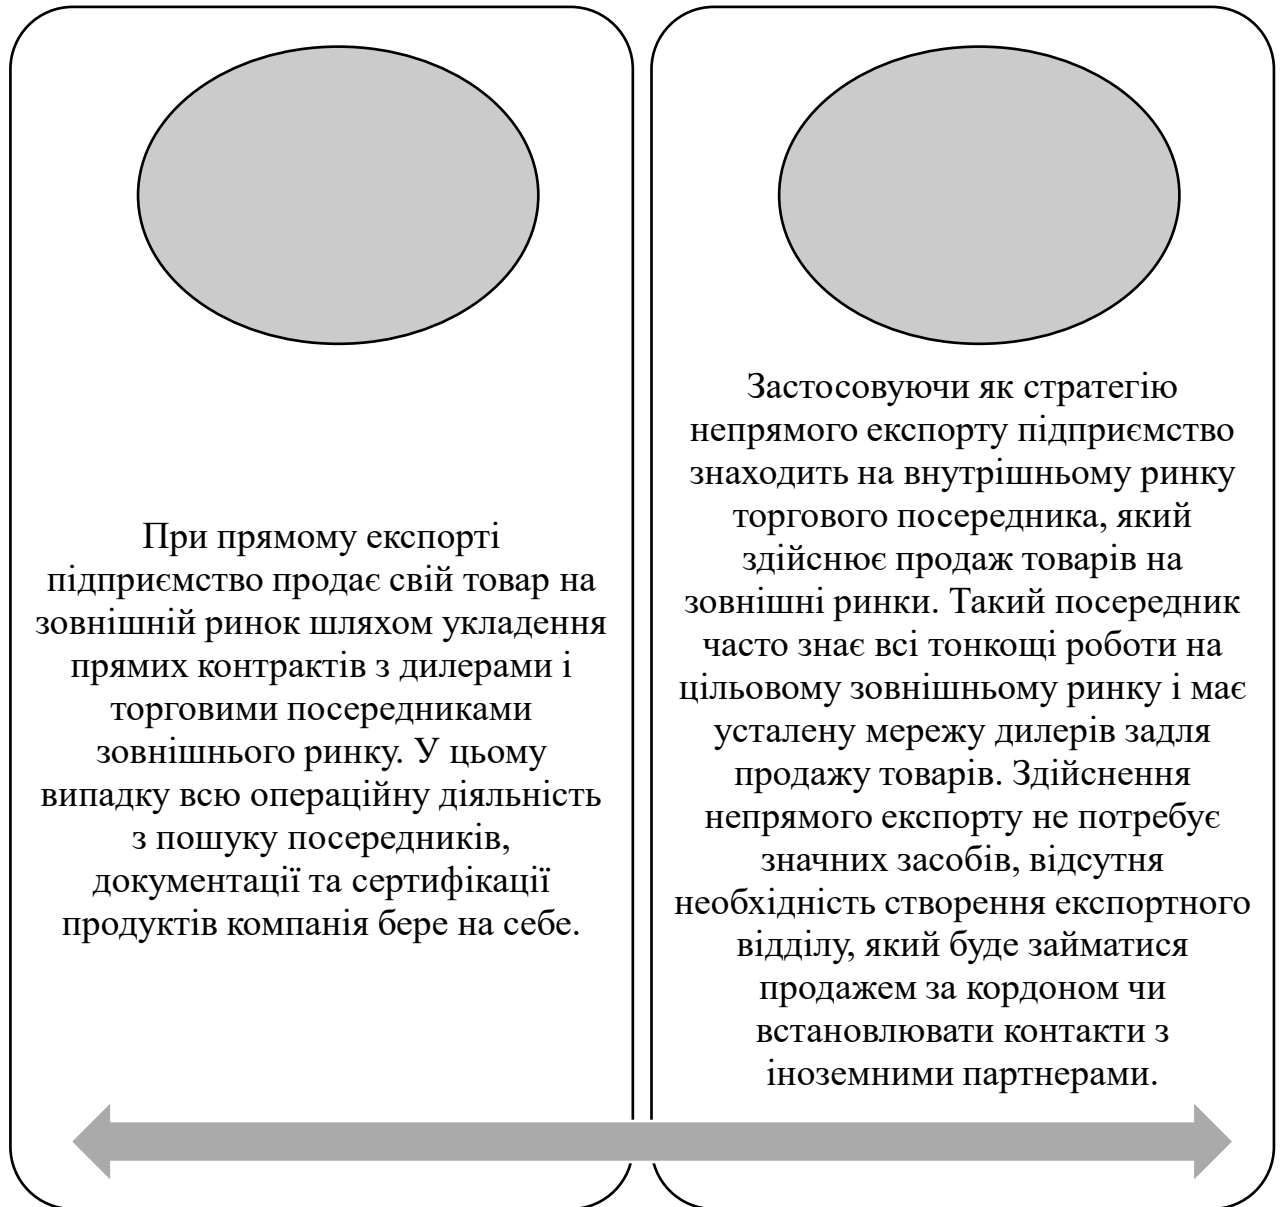 При прямому експорті
підприємство продає свій товар на
зовнішній ринок шляхом укладення
прямих контрактів з дилерами і
торговими посередниками
зовнішнього ринку. У цьому
випадку всю операційну діяльність
з пошуку посередників,
документації та сертифікації
продуктів компанія бере на себе.
Застосовуючи як стратегію
непрямого експорту підприємство
знаходить на внутрішньому ринку
торгового посередника, який
здійснює продаж товарів на
зовнішні ринки. Такий посередник
часто знає всі тонкощі роботи на
цільовому зовнішньому ринку і має
усталену мережу дилерів задля
продажу товарів. Здійснення
непрямого експорту не потребує
значних засобів, відсутня
необхідність створення експортного
відділу, який буде займатися
продажем за кордоном чи
встановлювати контакти з
іноземними партнерами.